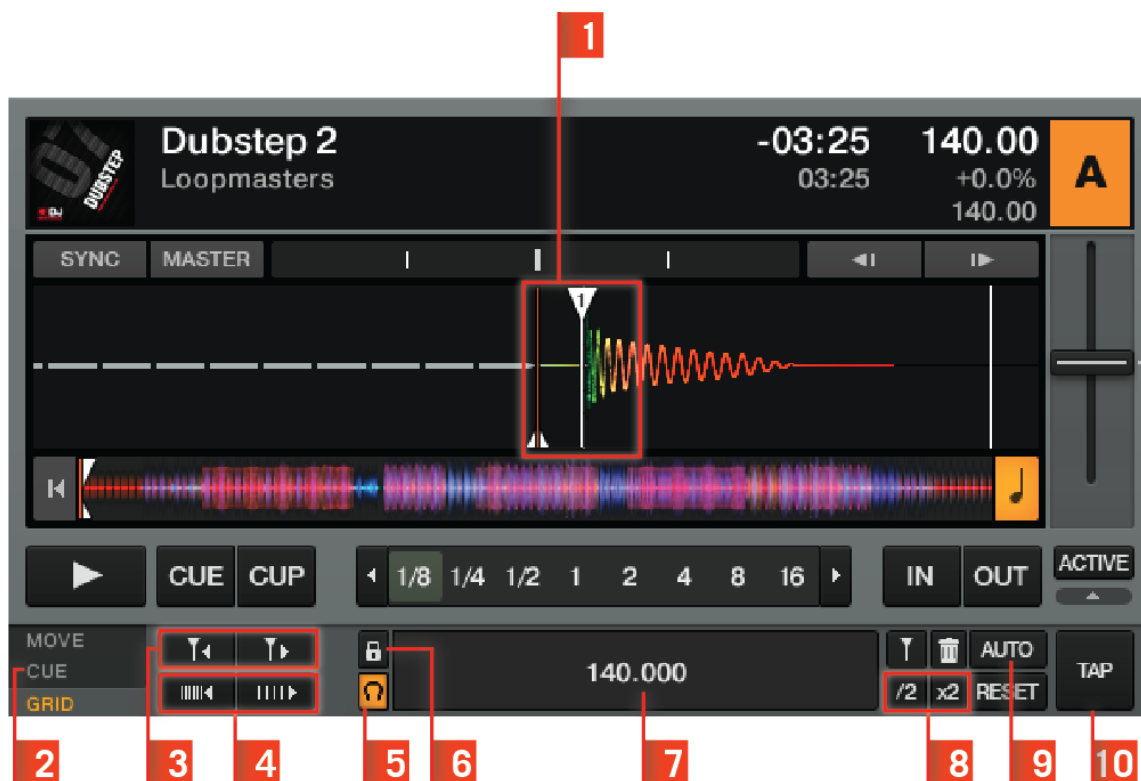 1
DUBSTEP
Dubstep 2
Loopmasters
-03:25
03:25
140.00
+0.0%
140.00
A
SYNC
MASTER
1
CUE
CUP
1/8
1/4
1/2
1
2
4
8
16
IN
OUT
ACTIVE
MOVE
CUE
GRID
140.000
/2
x2
AUTO
RESET
TAP
2
3
4
5
6
7
8
9
10